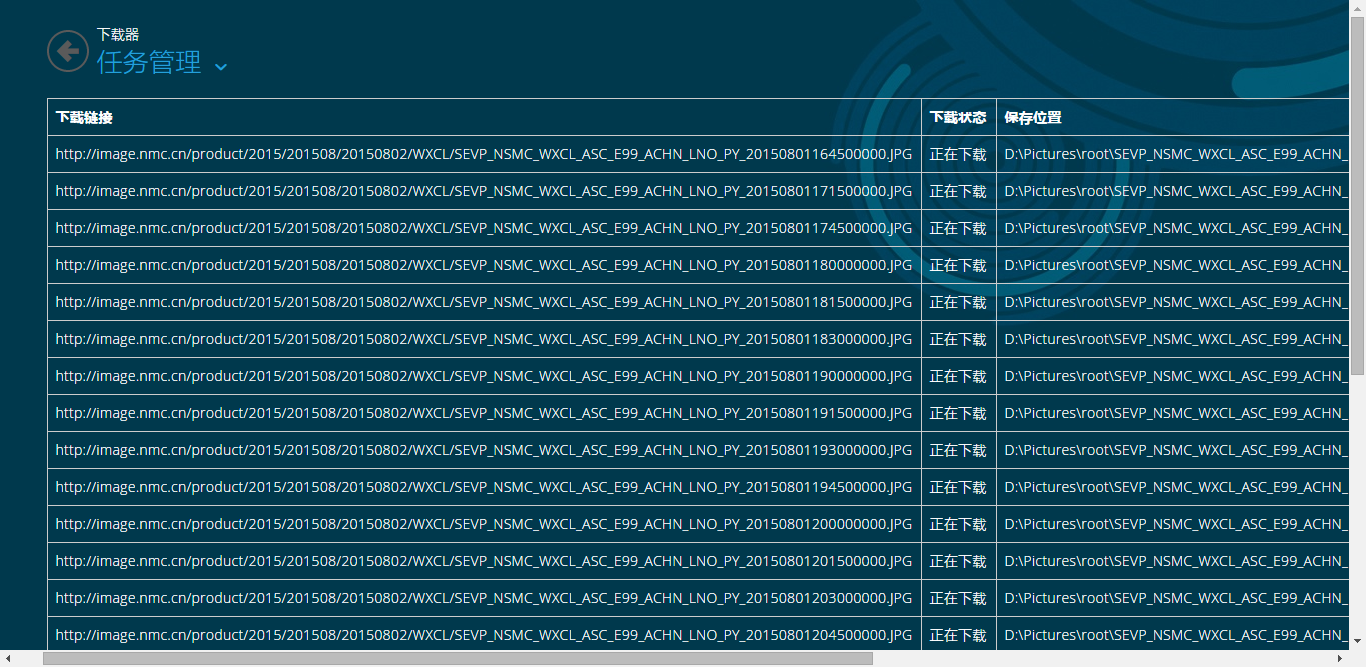 下载器
任务管理
下载链接 下载状态 保存位置
http://image.nmc.cn/product/2015/201508/20150802/WXCL/SEVP_NSMC_WXCL_ASC_E99_ACHN_LNO_PY_20150801164500000.JPG 正在下载 D:\Pictures\root\SEVP_NSMC_WXCL_ASC_E99_ACHN_
http://image.nmc.cn/product/2015/201508/20150802/WXCL/SEVP_NSMC_WXCL_ASC_E99_ACHN_LNO_PY_20150801171500000.JPG 正在下载 D:\Pictures\root\SEVP_NSMC_WXCL_ASC_E99_ACHN_
http://image.nmc.cn/product/2015/201508/20150802/WXCL/SEVP_NSMC_WXCL_ASC_E99_ACHN_LNO_PY_20150801174500000.JPG 正在下载 D:\Pictures\root\SEVP_NSMC_WXCL_ASC_E99_ACHN_
http://image.nmc.cn/product/2015/201508/20150802/WXCL/SEVP_NSMC_WXCL_ASC_E99_ACHN_LNO_PY_20150801180000000.JPG 正在下载 D:\Pictures\root\SEVP_NSMC_WXCL_ASC_E99_ACHN_
http://image.nmc.cn/product/2015/201508/20150802/WXCL/SEVP_NSMC_WXCL_ASC_E99_ACHN_LNO_PY_20150801181500000.JPG 正在下载 D:\Pictures\root\SEVP_NSMC_WXCL_ASC_E99_ACHN_
http://image.nmc.cn/product/2015/201508/20150802/WXCL/SEVP_NSMC_WXCL_ASC_E99_ACHN_LNO_PY_20150801183000000.JPG 正在下载 D:\Pictures\root\SEVP_NSMC_WXCL_ASC_E99_ACHN_
http://image.nmc.cn/product/2015/201508/20150802/WXCL/SEVP_NSMC_WXCL_ASC_E99_ACHN_LNO_PY_20150801190000000.JPG 正在下载 D:\Pictures\root\SEVP_NSMC_WXCL_ASC_E99_ACHN_
http://image.nmc.cn/product/2015/201508/20150802/WXCL/SEVP_NSMC_WXCL_ASC_E99_ACHN_LNO_PY_20150801191500000.JPG 正在下载 D:\Pictures\root\SEVP_NSMC_WXCL_ASC_E99_ACHN_
http://image.nmc.cn/product/2015/201508/20150802/WXCL/SEVP_NSMC_WXCL_ASC_E99_ACHN_LNO_PY_20150801193000000.JPG 正在下载 D:\Pictures\root\SEVP_NSMC_WXCL_ASC_E99_ACHN_
http://image.nmc.cn/product/2015/201508/20150802/WXCL/SEVP_NSMC_WXCL_ASC_E99_ACHN_LNO_PY_20150801194500000.JPG 正在下载 D:\Pictures\root\SEVP_NSMC_WXCL_ASC_E99_ACHN_
http://image.nmc.cn/product/2015/201508/20150802/WXCL/SEVP_NSMC_WXCL_ASC_E99_ACHN_LNO_PY_20150801200000000.JPG 正在下载 D:\Pictures\root\SEVP_NSMC_WXCL_ASC_E99_ACHN_
http://image.nmc.cn/product/2015/201508/20150802/WXCL/SEVP_NSMC_WXCL_ASC_E99_ACHN_LNO_PY_20150801201500000.JPG 正在下载 D:\Pictures\root\SEVP_NSMC_WXCL_ASC_E99_ACHN_
http://image.nmc.cn/product/2015/201508/20150802/WXCL/SEVP_NSMC_WXCL_ASC_E99_ACHN_LNO_PY_20150801203000000.JPG 正在下载 D:\Pictures\root\SEVP_NSMC_WXCL_ASC_E99_ACHN_
http://image.nmc.cn/product/2015/201508/20150802/WXCL/SEVP_NSMC_WXCL_ASC_E99_ACHN_LNO_PY_20150801204500000.JPG 正在下载 D:\Pictures\root\SEVP_NSMC_WXCL_ASC_E99_ACHN_